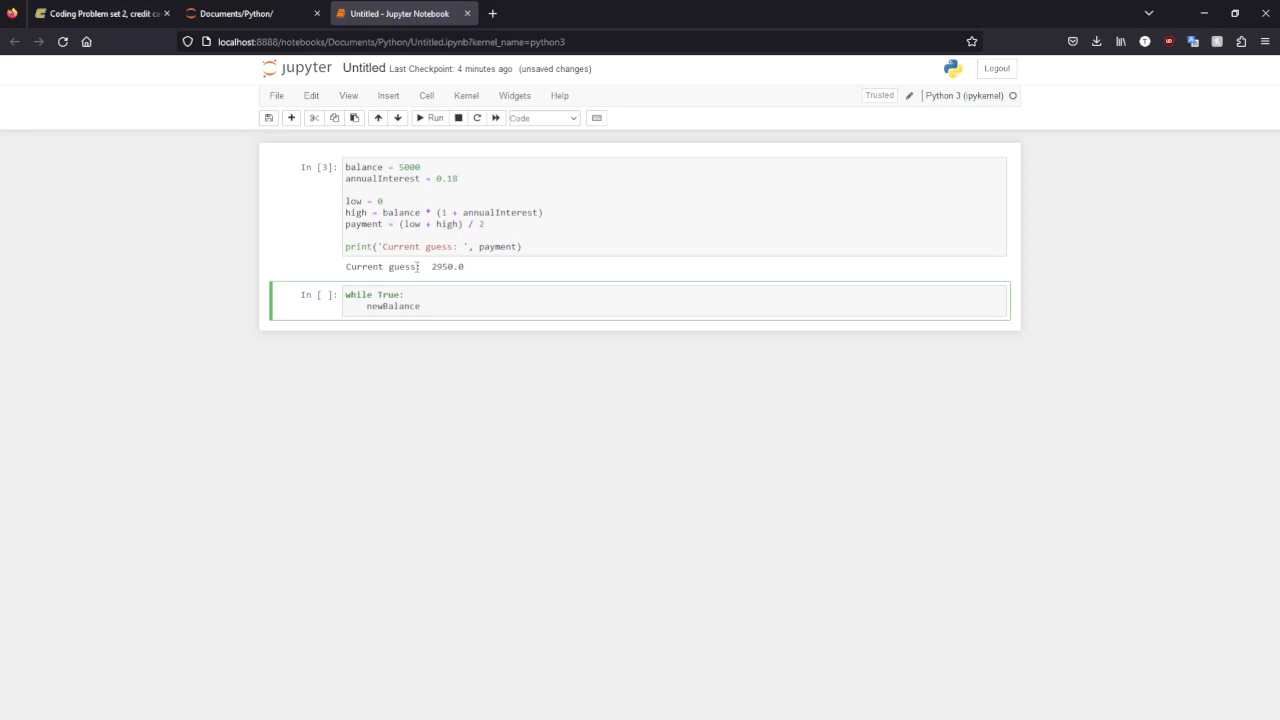 Coding Problem set 2, credit ca
Documents/Python/
Untitled - Jupyter Notebook
localhost:8888/notebooks/Documents/Python/Untitled.ipynb?kernel_name=python3
jupyter Untitled Last Checkpoint: 4 minutes ago (unsaved changes)
Logout
File Edit View Insert Cell Kernel Widgets Help
Trusted
Python 3 (ipykernel)
Run
Code
In [3]:
balance = 5000
annualInterest = 0.18
low = 0
high = balance * (1 + annualInterest)
payment = (low + high) / 2
print('Current guess: ', payment)
Current guess:  2950.0
In [ ]:
while True:
    newBalance